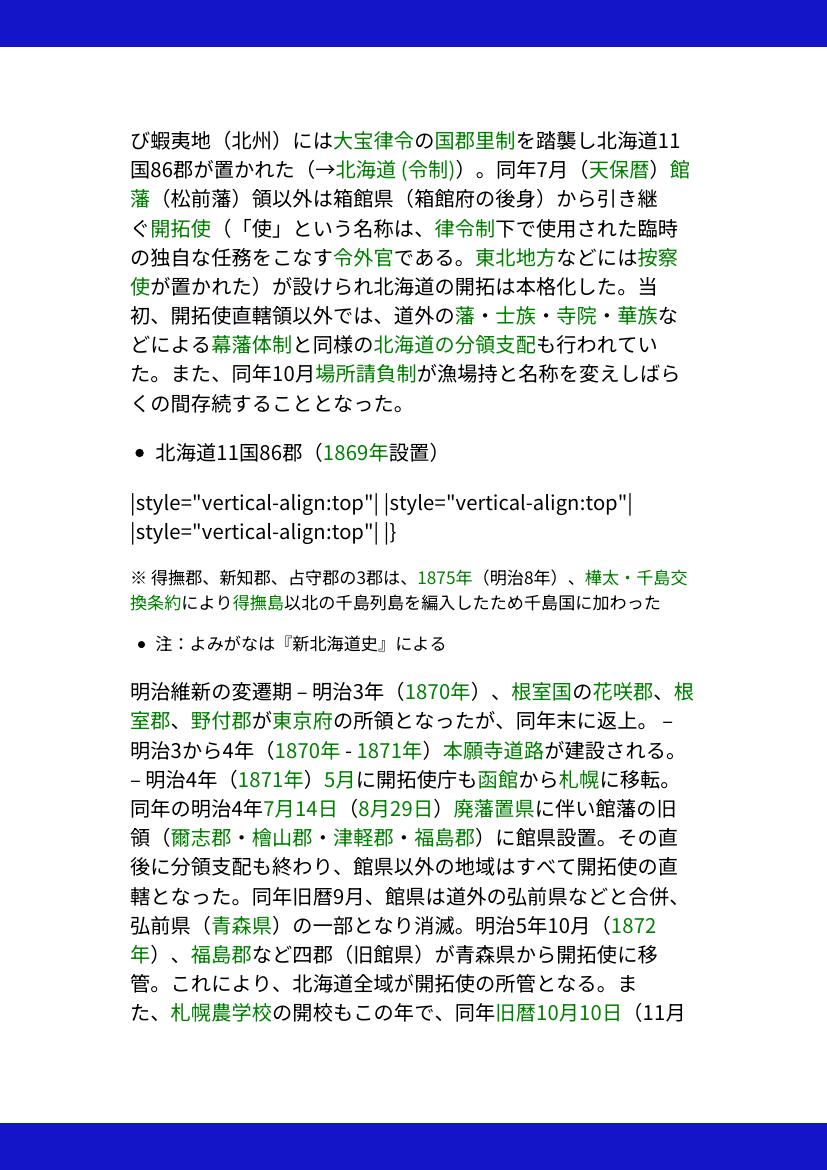 び蝦夷地（北州）には大宝律令の国郡里制を踏襲し北海道11
国86郡が置かれた（→北海道 (令制)）。同年7月（天保暦）館
藩（松前藩）領以外は箱館県（箱館府の後身）から引き継
ぐ開拓使（「使」という名称は、律令制下で使用された臨時
の独自な任務をこなす令外官である。東北地方などには按察
使が置かれた）が設けられ北海道の開拓は本格化した。当
初、開拓使直轄領以外では、道外の藩・士族・寺院・華族な
どによる幕藩体制と同様の北海道の分領支配も行われてい
た。また、同年10月場所請負制が漁場持と名称を変えしばら
くの間存続することとなった。
● 北海道11国86郡（1869年設置）
|style="vertical-align:top"| |style="vertical-align:top"|
|style="vertical-align:top"| |}
※ 得撫郡、新知郡、占守郡の3郡は、1875年（明治8年）、樺太・千島交
換条約により得撫島以北の千島列島を編入したため千島国に加わった
● 注：よみがなは『新北海道史』による
明治維新の変遷期 – 明治3年（1870年）、根室国の花咲郡、根
室郡、野付郡が東京府の所領となったが、同年末に返上。 –
明治3から4年（1870年 - 1871年）本願寺道路が建設される。
– 明治4年（1871年）5月に開拓使庁も函館から札幌に移転。
同年の明治4年7月14日（8月29日）廃藩置県に伴い館藩の旧
領（爾志郡・檜山郡・津軽郡・福島郡）に館県設置。その直
後に分領支配も終わり、館県以外の地域はすべて開拓使の直
轄となった。同年旧暦9月、館県は道外の弘前県などと合併、
弘前県（青森県）の一部となり消滅。明治5年10月（1872
年）、福島郡など四郡（旧館県）が青森県から開拓使に移
管。これにより、北海道全域が開拓使の所管となる。ま
た、札幌農学校の開校もこの年で、同年旧暦10月10日（11月